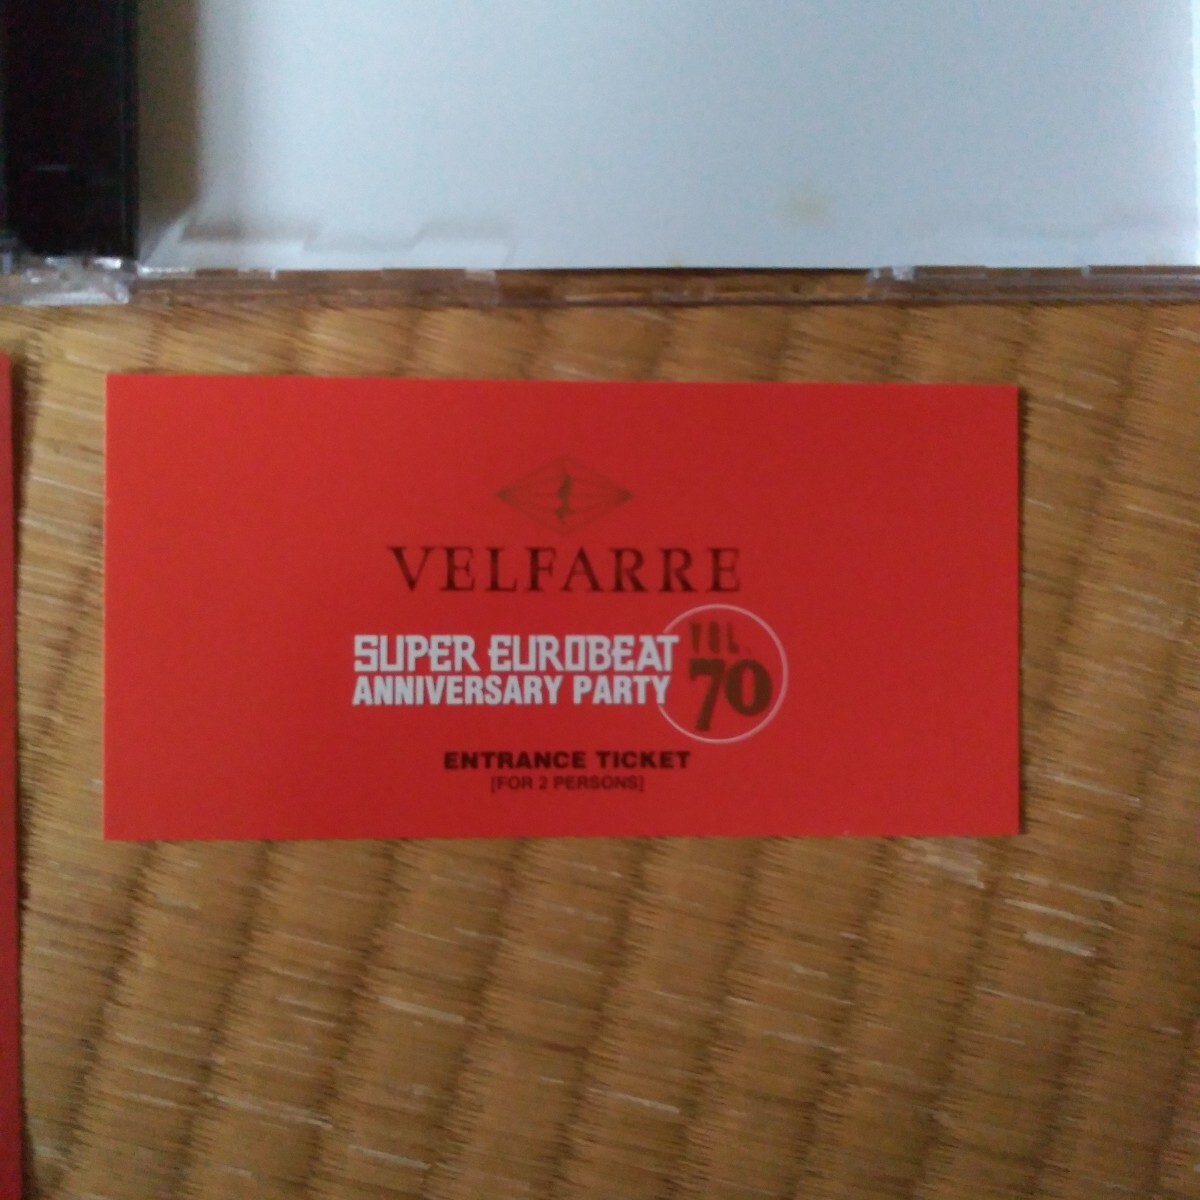 VELFARRE
SUPER EUROBEAT VOL.
ANNIVERSARY PARTY 70
ENTRANCE TICKET
[FOR 2 PERSONS]